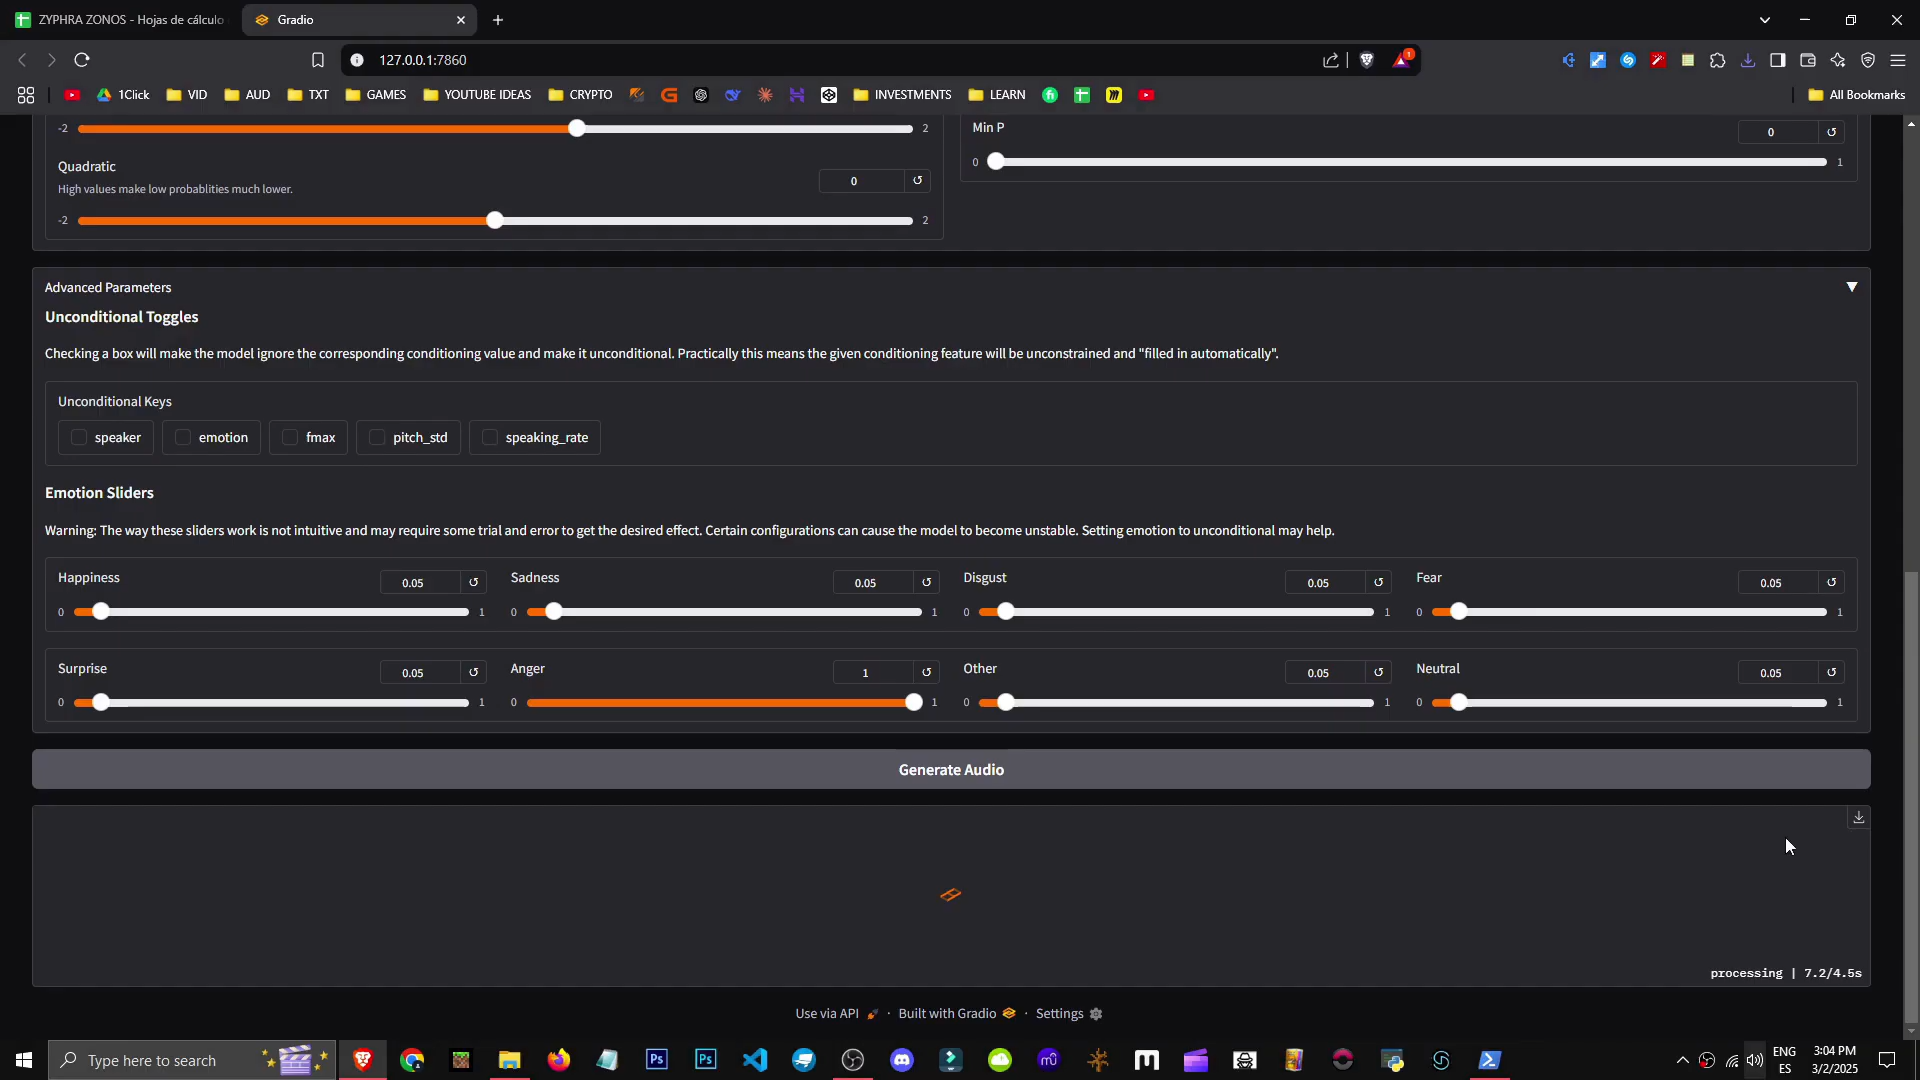 ZYPHRA ZONOS - Hojas de cálculo
Gradio
127.0.0.1:7860
1
1Click
VID
AUD
TXT
GAMES
YOUTUBE IDEAS
CRYPTO
INVESTMENTS
LEARN
All Bookmarks
-2
2
Min P
0
0
1
Quadratic
High values make low probablities much lower.
0
-2
2
Advanced Parameters
Unconditional Toggles
Checking a box will make the model ignore the corresponding conditioning value and make it unconditional. Practically this means the given conditioning feature will be unconstrained and "filled in automatically".
Unconditional Keys
speaker
emotion
fmax
pitch_std
speaking_rate
Emotion Sliders
Warning: The way these sliders work is not intuitive and may require some trial and error to get the desired effect. Certain configurations can cause the model to become unstable. Setting emotion to unconditional may help.
Happiness
0.05
0
1
Sadness
0.05
0
1
Disgust
0.05
0
1
Fear
0.05
0
1
Surprise
0.05
0
1
Anger
1
0
1
Other
0.05
0
1
Neutral
0.05
0
1
Generate Audio
processing | 7.2/4.5s
Use via API
·
Built with Gradio
·
Settings
Type here to search
Ps
Ps
ENG
ES
3:04 PM
3/2/2025